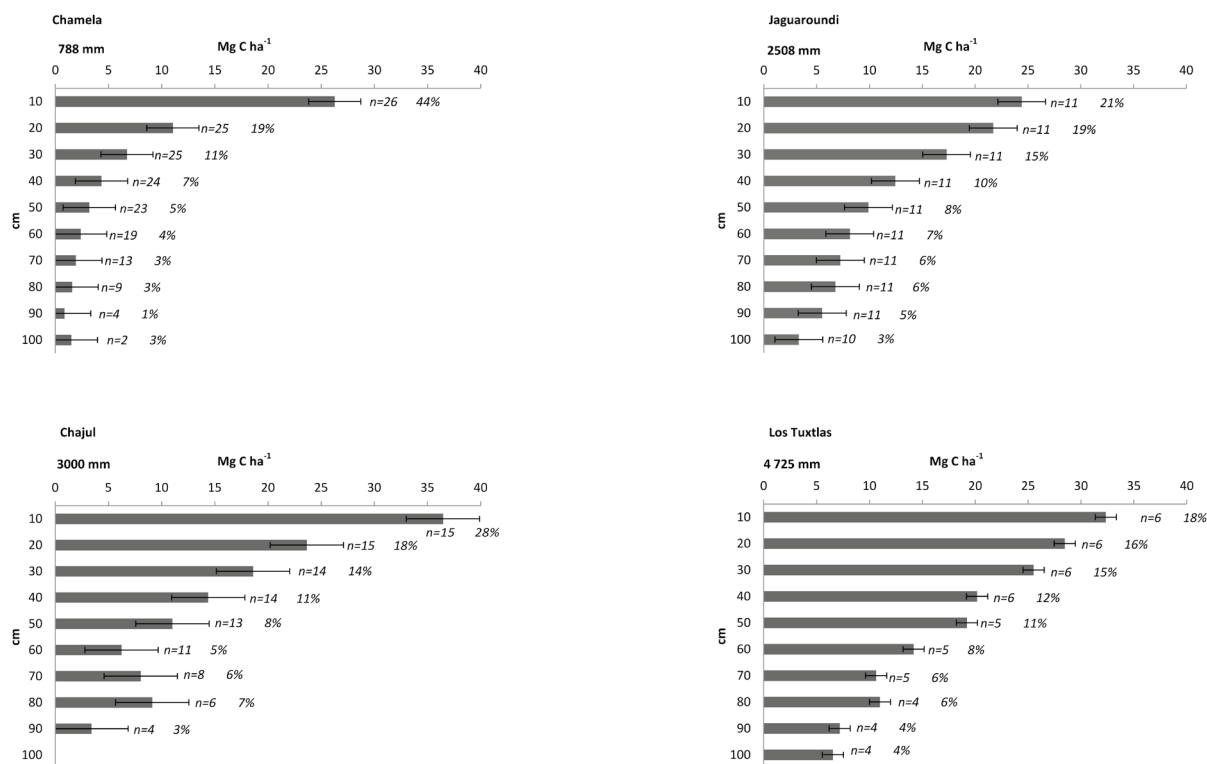 Chamela
788 mm
Mg C ha⁻¹
0 5 10 15 20 25 30 35 40
cm
10 n=26 44%
20 n=25 19%
30 n=25 11%
40 n=24 7%
50 n=23 5%
60 n=19 4%
70 n=13 3%
80 n=9 3%
90 n=4 1%
100 n=2 3%
Jaguaroundi
2508 mm
Mg C ha⁻¹
0 5 10 15 20 25 30 35 40
cm
10 n=11 21%
20 n=11 19%
30 n=11 15%
40 n=11 10%
50 n=11 8%
60 n=11 7%
70 n=11 6%
80 n=11 6%
90 n=11 5%
100 n=10 3%
Chajul
3000 mm
Mg C ha⁻¹
0 5 10 15 20 25 30 35 40
cm
10 n=15 28%
20 n=15 18%
30 n=14 14%
40 n=14 11%
50 n=13 8%
60 n=11 5%
70 n=8 6%
80 n=6 7%
90 n=4 3%
100
Los Tuxtlas
4 725 mm
Mg C ha⁻¹
0 5 10 15 20 25 30 35 40
cm
10 n=6 18%
20 n=6 16%
30 n=6 15%
40 n=6 12%
50 n=5 11%
60 n=5 8%
70 n=5 6%
80 n=4 6%
90 n=4 4%
100 n=4 4%